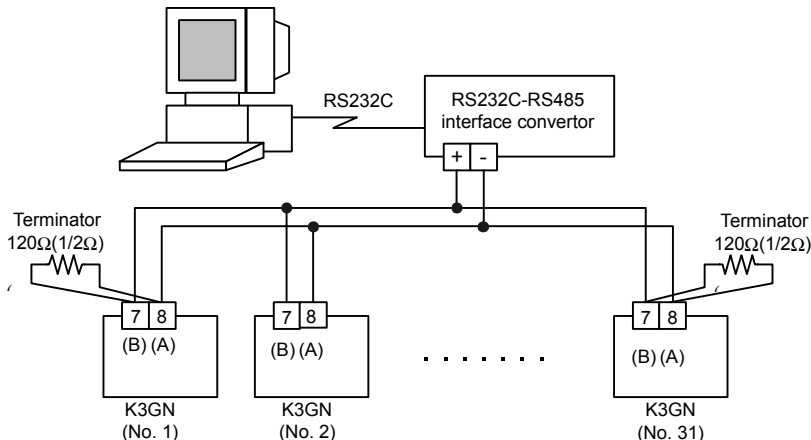 RS232C
RS232C-RS485
interface convertor
+ -
Terminator
120Ω(1/2Ω)
Terminator
120Ω(1/2Ω)
7 8
(B) (A)
K3GN
(No. 1)
7 8
(B) (A)
K3GN
(No. 2)
. . . . . . .
7 8
(B) (A)
K3GN
(No. 31)